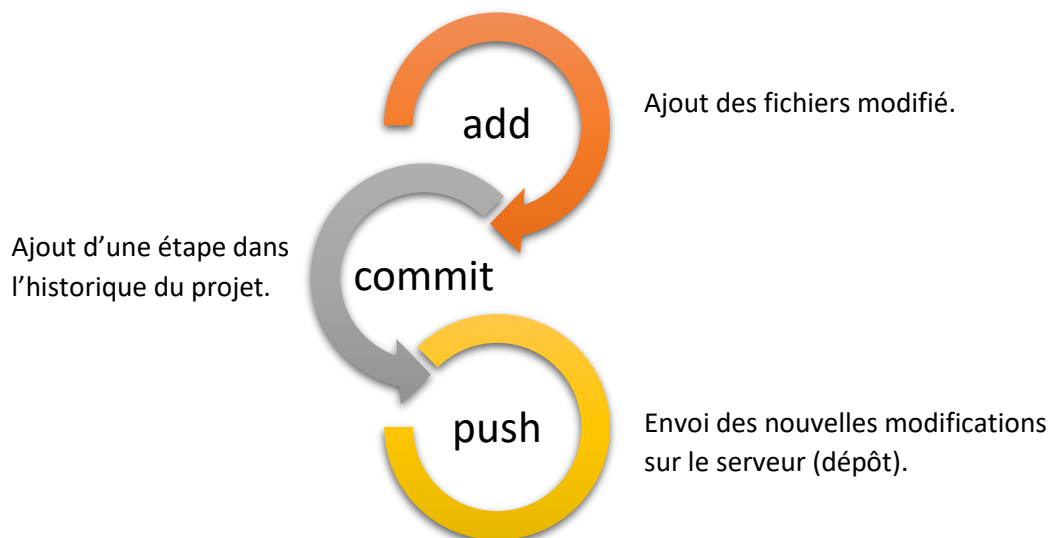 add
Ajout des fichiers modifié.
Ajout d’une étape dans
l’historique du projet.
commit
push
Envoi des nouvelles modifications
sur le serveur (dépôt).